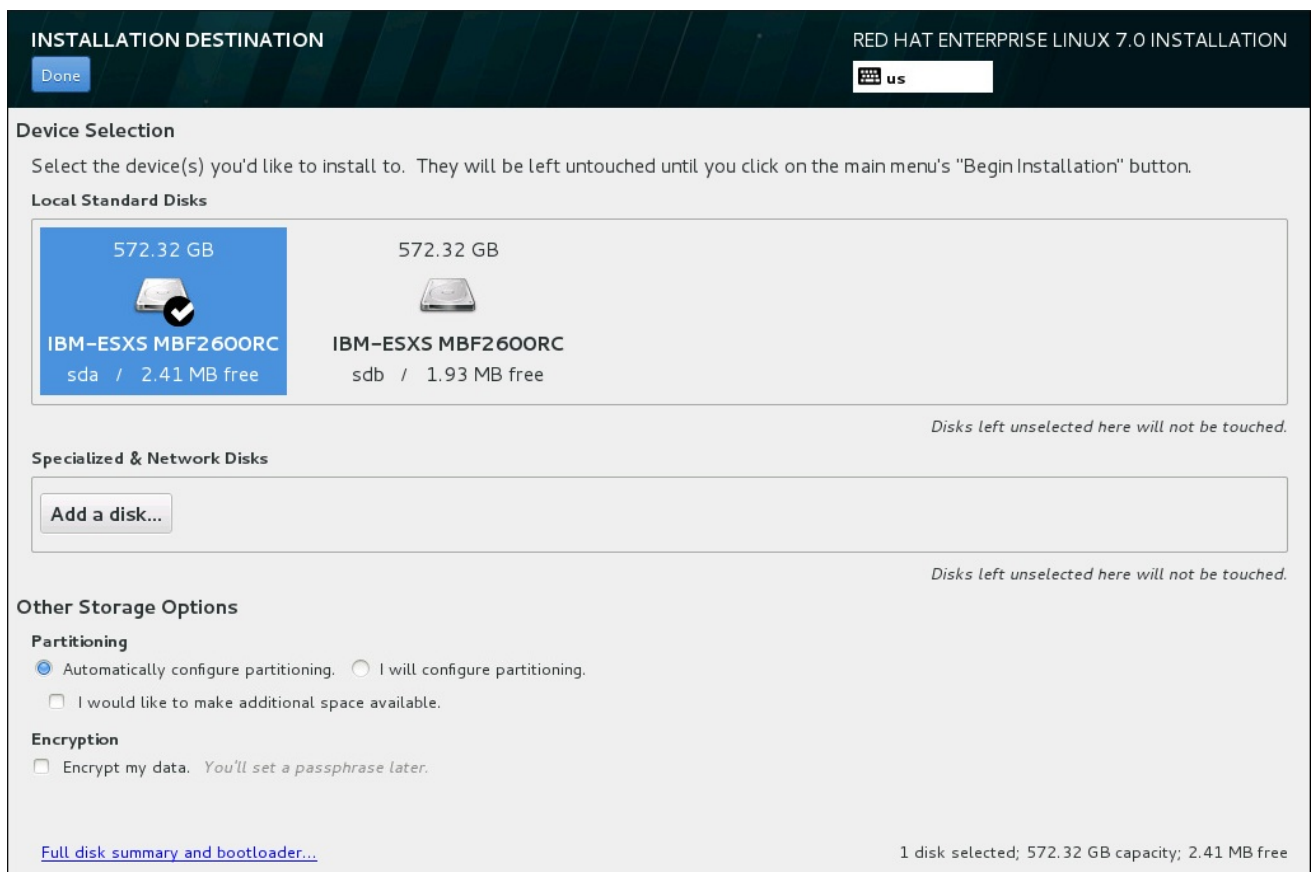 INSTALLATION DESTINATION
RED HAT ENTERPRISE LINUX 7.0 INSTALLATION
Done
us
Device Selection
Select the device(s) you'd like to install to. They will be left untouched until you click on the main menu's "Begin Installation" button.
Local Standard Disks
572.32 GB
IBM-ESXS MBF2600RC
sda / 2.41 MB free
572.32 GB
IBM-ESXS MBF2600RC
sdb / 1.93 MB free
Disks left unselected here will not be touched.
Specialized & Network Disks
Add a disk...
Disks left unselected here will not be touched.
Other Storage Options
Partitioning
Automatically configure partitioning. I will configure partitioning.
I would like to make additional space available.
Encryption
Encrypt my data. You'll set a passphrase later.
Full disk summary and bootloader...
1 disk selected; 572.32 GB capacity; 2.41 MB free